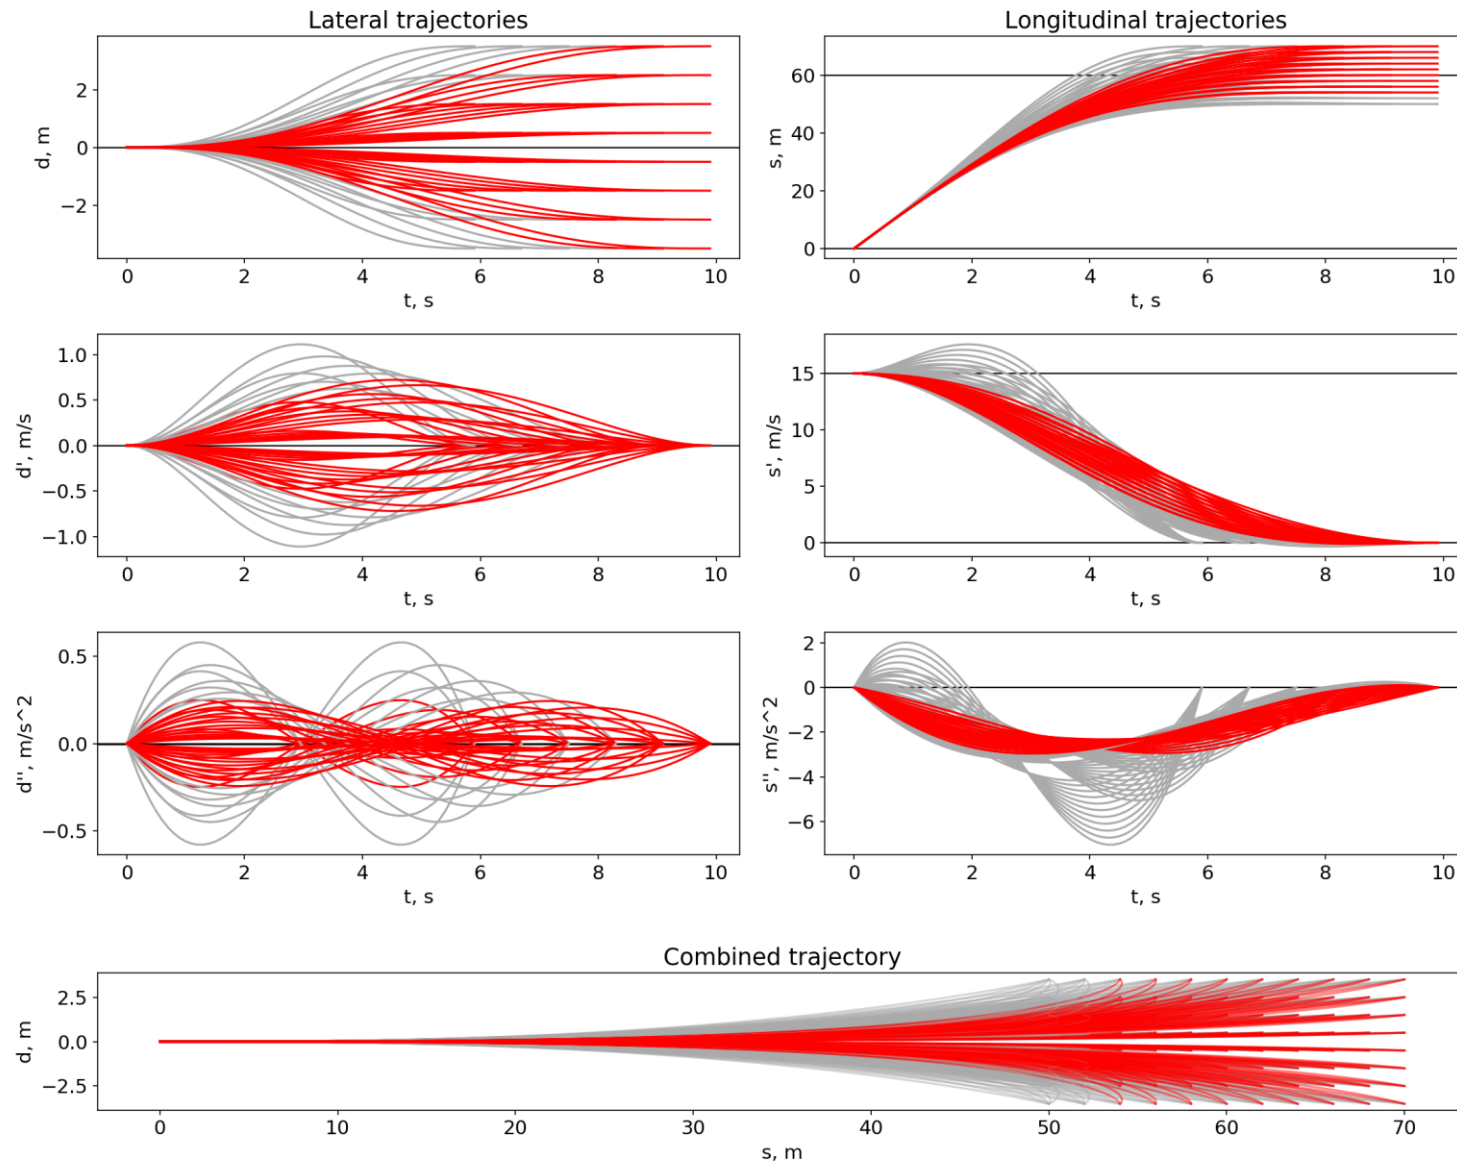 Lateral trajectories
2
0
−2
d, m
0 2 4 6 8 10
t, s
Longitudinal trajectories
60
40
20
0
s, m
0 2 4 6 8 10
t, s
1.0
0.5
0.0
−0.5
−1.0
d', m/s
0 2 4 6 8 10
t, s
15
10
5
0
s', m/s
0 2 4 6 8 10
t, s
0.5
0.0
−0.5
d'', m/s^2
0 2 4 6 8 10
t, s
2
0
−2
−4
−6
s'', m/s^2
0 2 4 6 8 10
t, s
Combined trajectory
2.5
0.0
−2.5
d, m
0 10 20 30 40 50 60 70
s, m